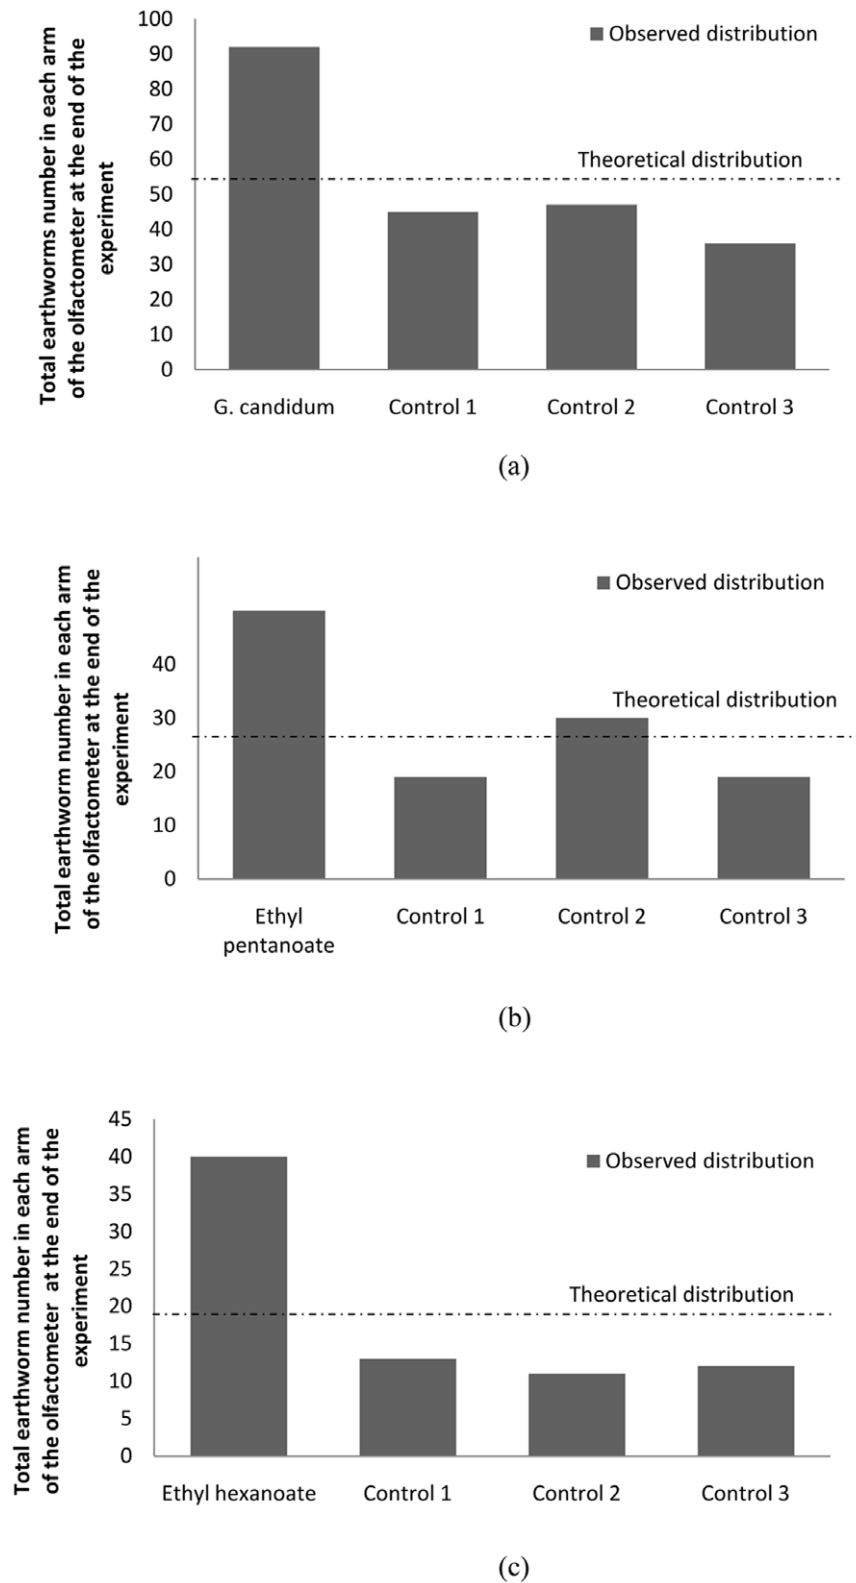 Total earthworms number in each arm
of the olfactometer at the end of the
experiment
100
90
80
70
60
50
40
30
20
10
0
Observed distribution
Theoretical distribution
G. candidum Control 1 Control 2 Control 3
(a)
Total earthworm number in each arm
of the olfactometer at the end of the
experiment
40
30
20
10
0
Observed distribution
Theoretical distribution
Ethyl Control 1 Control 2 Control 3
pentanoate
(b)
Total earthworm number in each arm
of the olfactometer at the end of the
experiment
45
40
35
30
25
20
15
10
5
0
Observed distribution
Theoretical distribution
Ethyl hexanoate Control 1 Control 2 Control 3
(c)